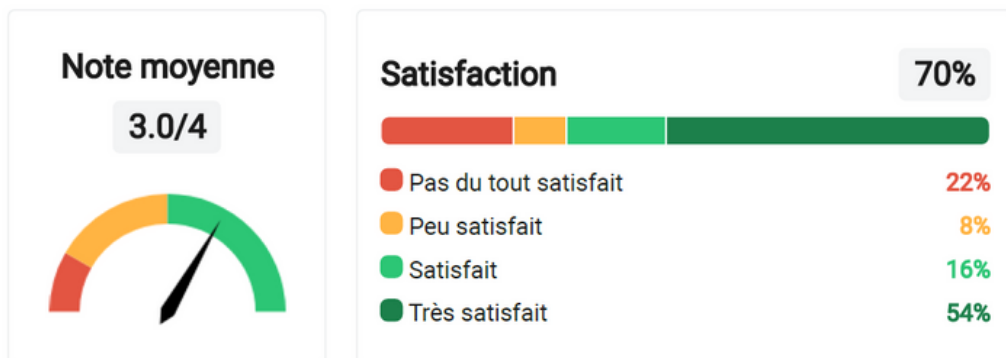 Note moyenne
3.0/4
Satisfaction 70%
Pas du tout satisfait 22%
Peu satisfait 8%
Satisfait 16%
Très satisfait 54%